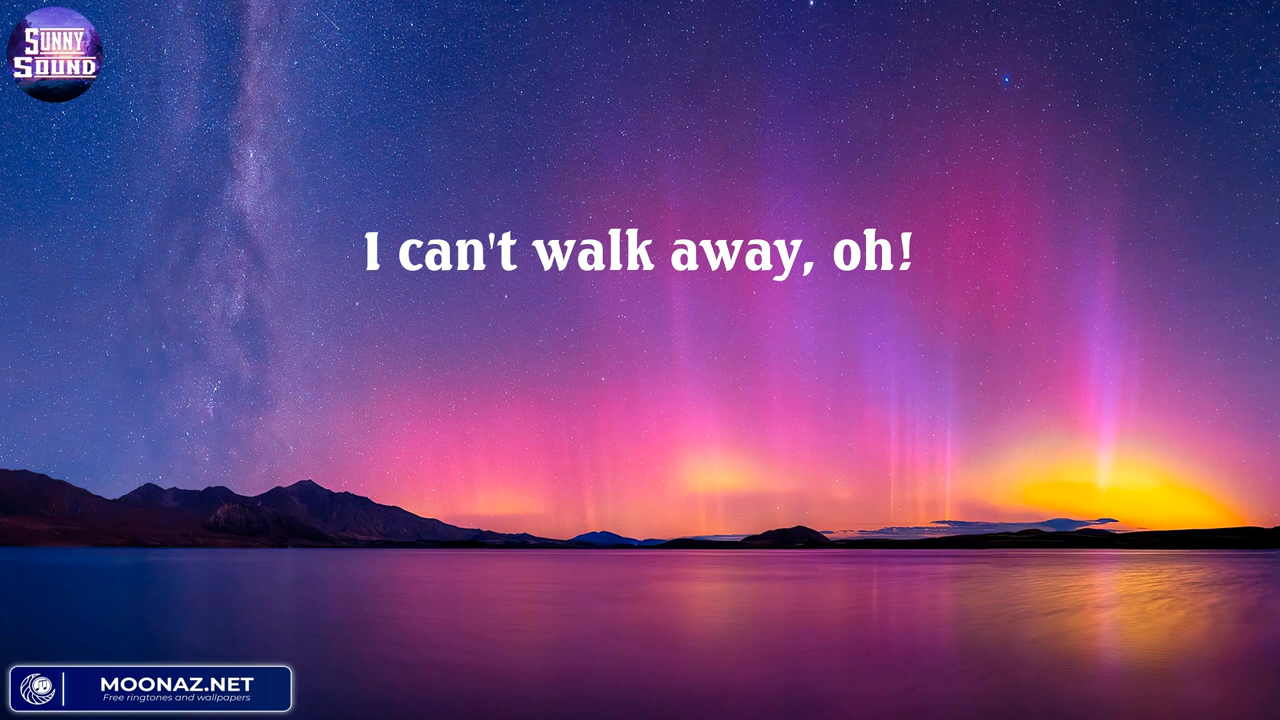 SUNNY
SOUND
I can't walk away, oh!
MOONAZ.NET
Free ringtones and wallpapers